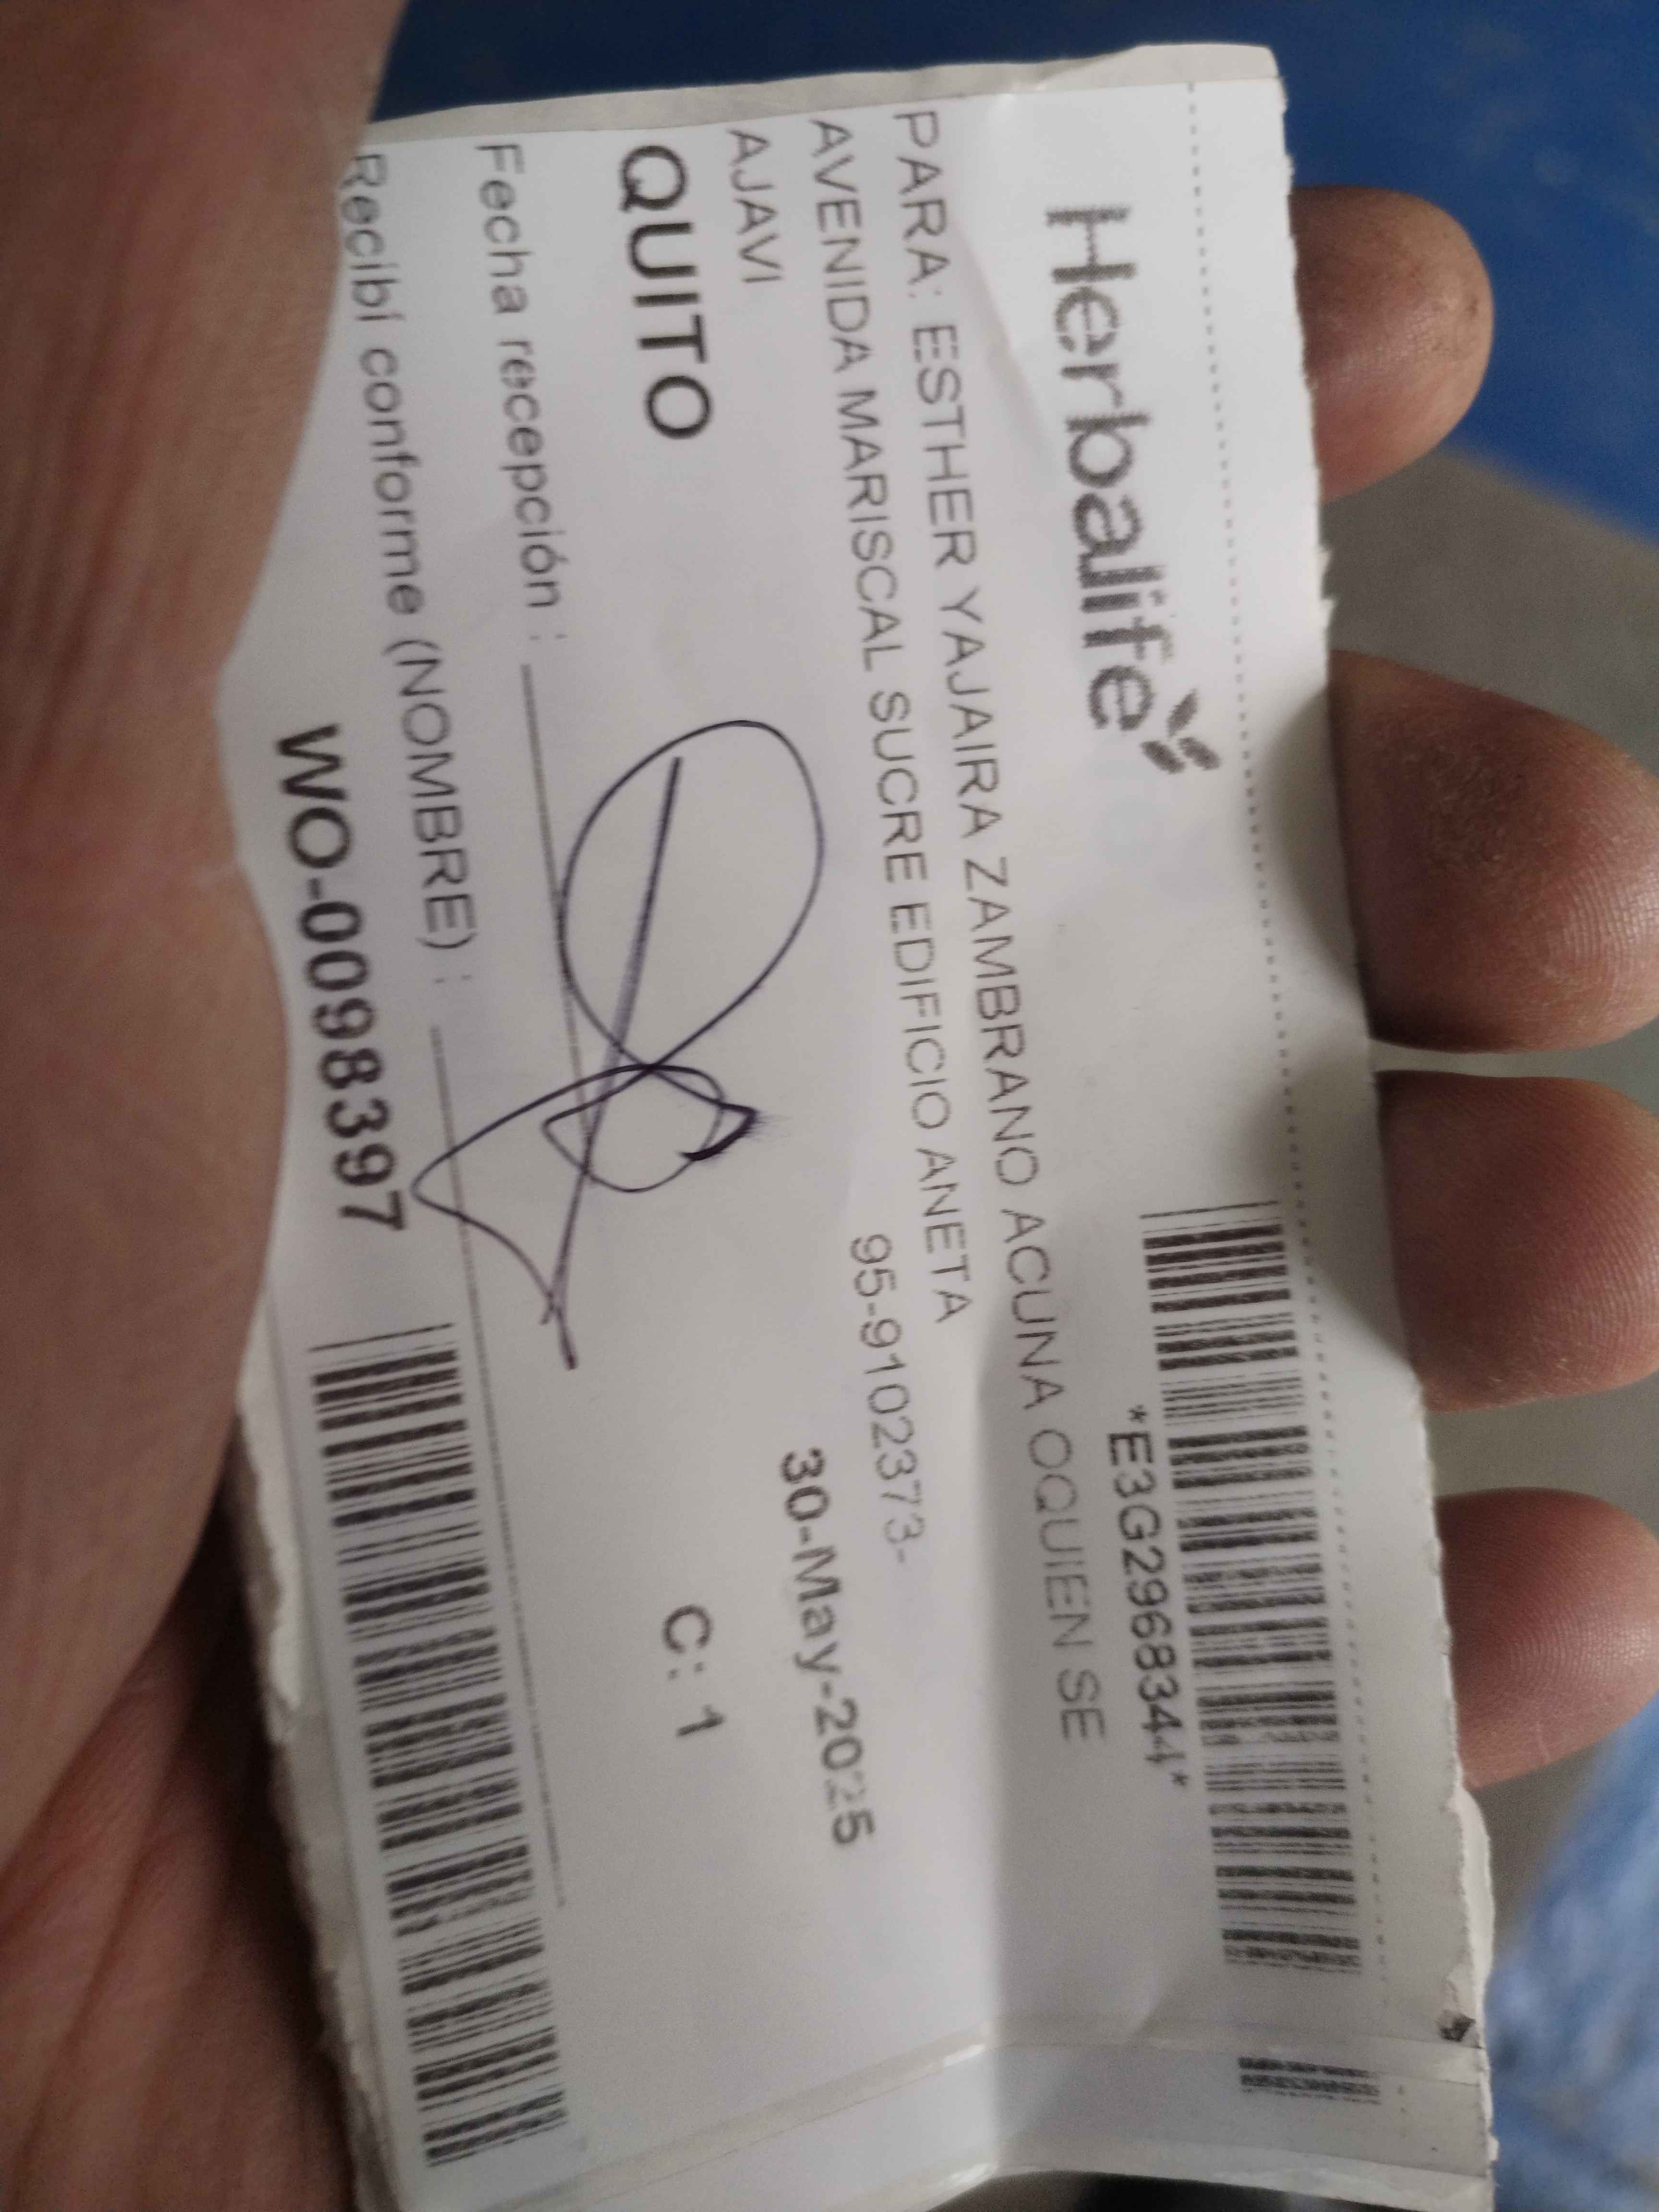 Herbalife
*E3G2968344*
PARA: ESTHER YAJAIRA ZAMBRANO ACUNA OQUIEN SE
AVENIDA MARISCAL SUCRE EDIFICIO ANETA
AJAVI 95-9102373-
30-May-2025
QUITO C: 1
Fecha recepción :
Recibí conforme (NOMBRE) :
WO-0098397